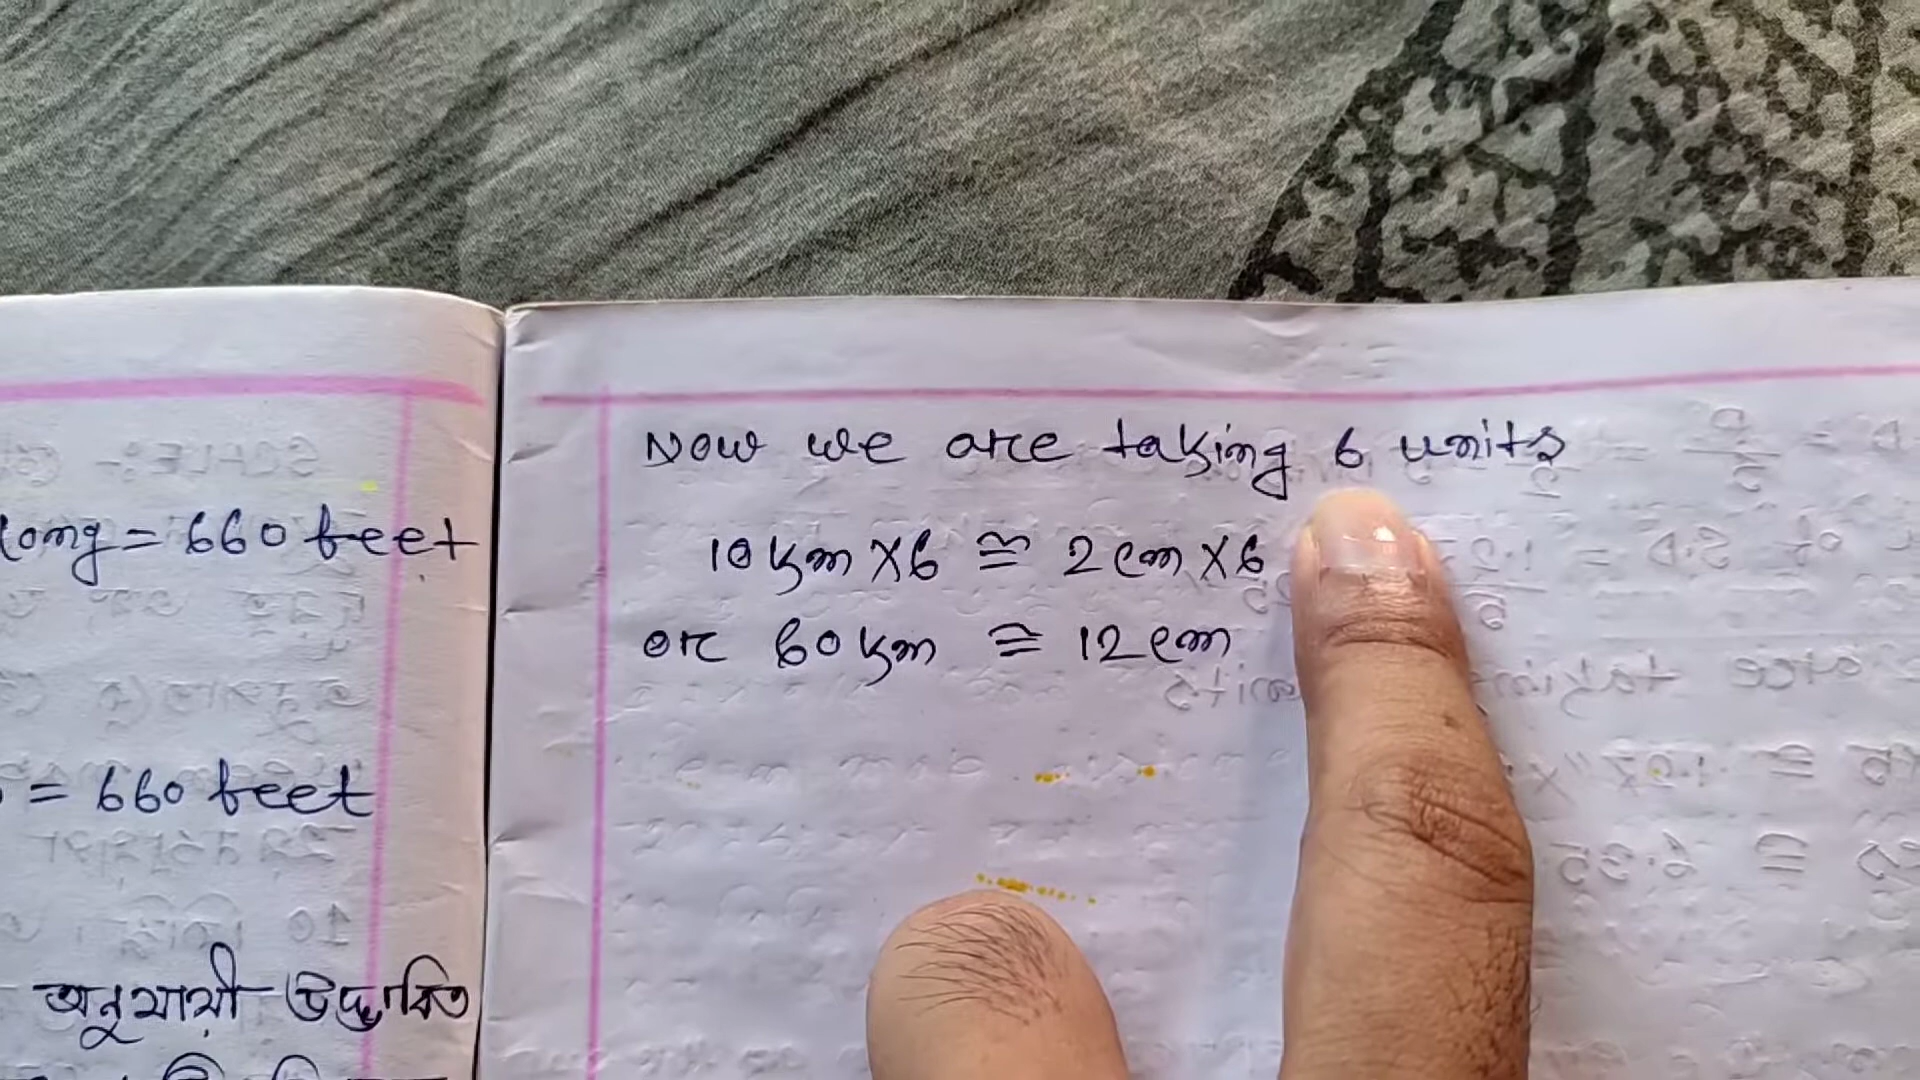 long = 660 feet
= 660 feet
অনুযায়ী উদ্ভাবিত
Now we are taking 6 units
10 km x 6 ≅ 2 cm x 6
or 60 km ≅ 12 cm